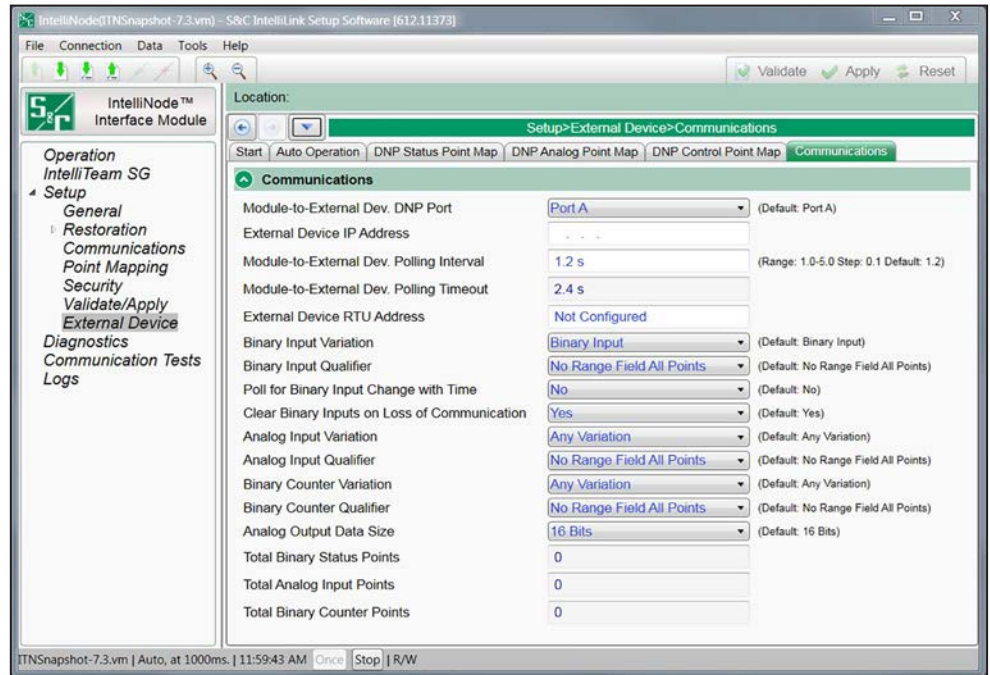 IntelliNode(ITNSnapshot-7.3.vm) - S&C IntelliLink Setup Software [612.11373]
File Connection Data Tools Help
Validate Apply Reset
S&C IntelliNode™
Interface Module
Location:
Setup>External Device>Communications
Start Auto Operation DNP Status Point Map DNP Analog Point Map DNP Control Point Map Communications
Operation
IntelliTeam SG
Setup
General
Restoration
Communications
Point Mapping
Security
Validate/Apply
External Device
Diagnostics
Communication Tests
Logs
Communications
Module-to-External Dev. DNP Port Port A (Default: Port A)
External Device IP Address . . .
Module-to-External Dev. Polling Interval 1.2 s (Range: 1.0-5.0 Step: 0.1 Default: 1.2)
Module-to-External Dev. Polling Timeout 2.4 s
External Device RTU Address Not Configured
Binary Input Variation Binary Input (Default: Binary Input)
Binary Input Qualifier No Range Field All Points (Default: No Range Field All Points)
Poll for Binary Input Change with Time No (Default: No)
Clear Binary Inputs on Loss of Communication Yes (Default: Yes)
Analog Input Variation Any Variation (Default: Any Variation)
Analog Input Qualifier No Range Field All Points (Default: No Range Field All Points)
Binary Counter Variation Any Variation (Default: Any Variation)
Binary Counter Qualifier No Range Field All Points (Default: No Range Field All Points)
Analog Output Data Size 16 Bits (Default: 16 Bits)
Total Binary Status Points 0
Total Analog Input Points 0
Total Binary Counter Points 0
ITNSnapshot-7.3.vm | Auto, at 1000ms. | 11:59:43 AM Once Stop | R/W